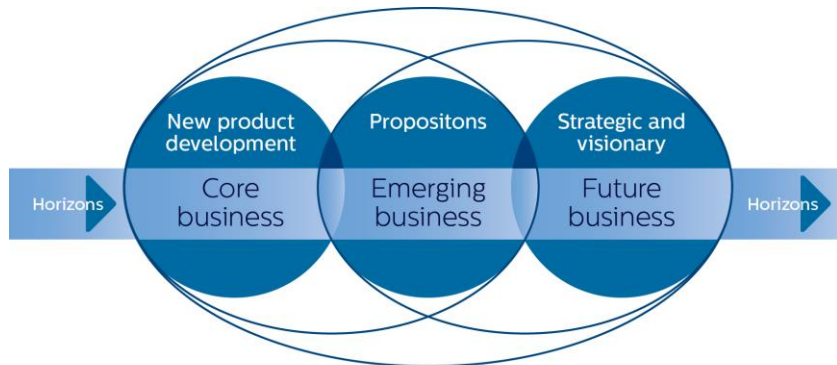 New product
development
Propositons
Strategic and
visionary
Horizons
Core
business
Emerging
business
Future
business
Horizons